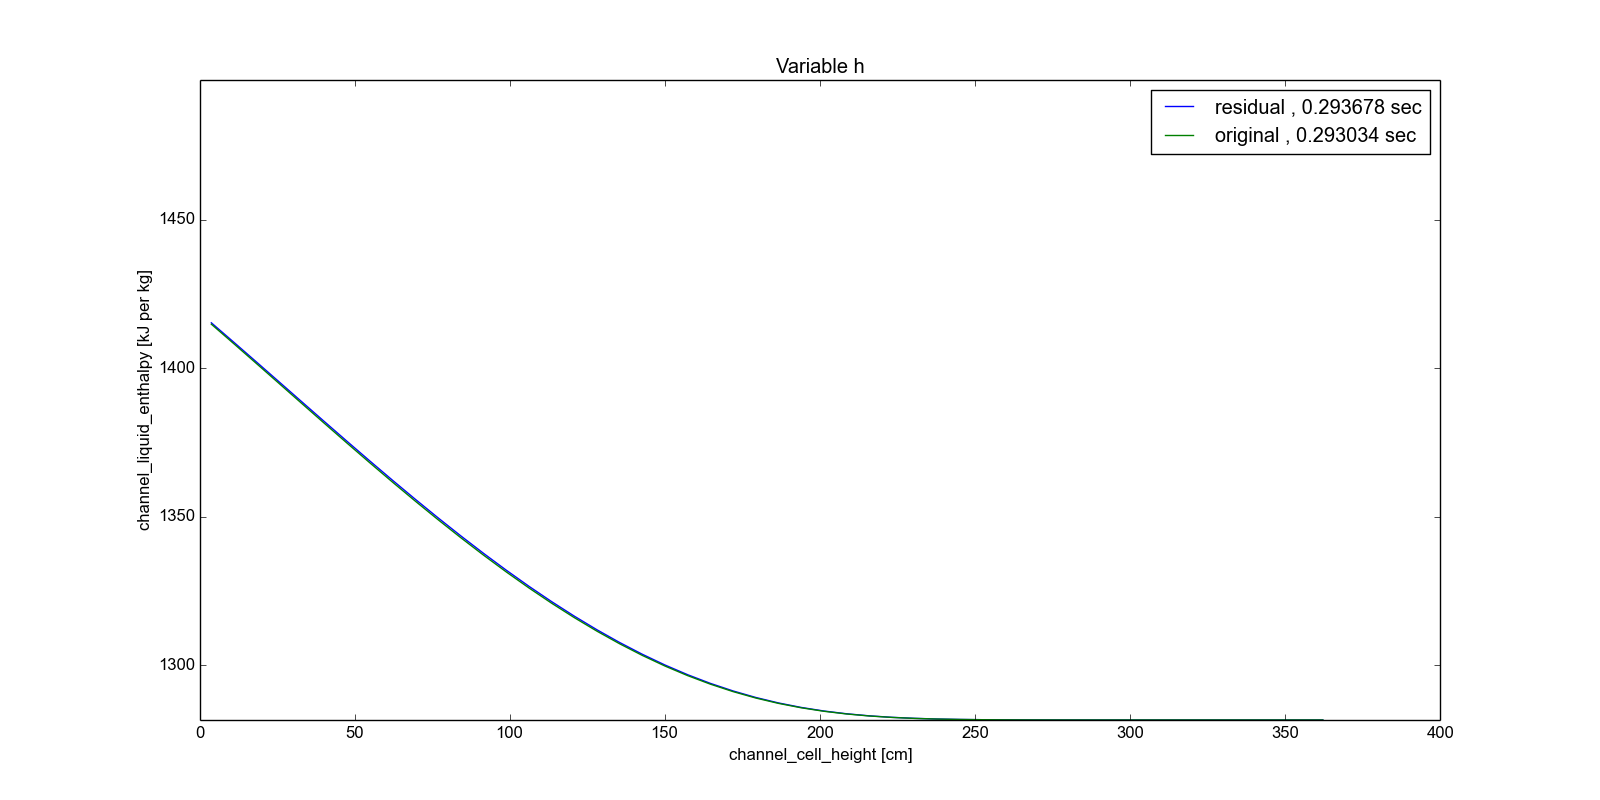 Variable h
residual , 0.293678 sec
original , 0.293034 sec
channel_liquid_enthalpy [kJ per kg]
1450
1400
1350
1300
0 50 100 150 200 250 300 350 400
channel_cell_height [cm]